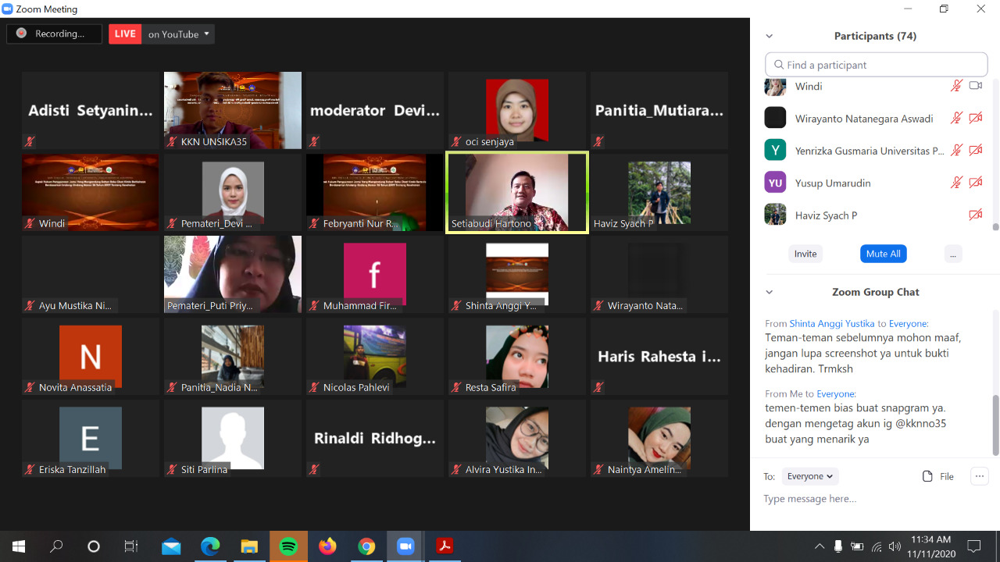 Zoom Meeting
Recording...
LIVE on YouTube
Adisti Setyanin...
KKN UNSIKA35
moderator Devi...
oci senjaya
Panitia_Mutiara...
Windi
Pemateri_Devi ...
Febryanti Nur R...
Setiabudi Hartono
Haviz Syach P
Ayu Mustika Ni...
Pemateri_Puti Priy...
f
Muhammad Fir...
Shinta Anggi Y...
Wirayanto Nata...
N
Novita Anassatia
Panitia_Nadia N...
Nicolas Pahlevi
Resta Safira
Haris Rahesta i...
E
Eriska Tanzillah
Siti Parlina
Rinaldi Ridhog...
Alvira Yustika In...
Naintya Amelin...
Participants (74)
Find a participant
Windi
Wirayanto Natanegara Aswadi
Y
Yenrizka Gusmaria Universitas P...
YU
Yusup Umarudin
Haviz Syach P
Invite
Mute All
...
Zoom Group Chat
From Shinta Anggi Yustika to Everyone:
Teman-teman sebelumnya mohon maaf,
jangan lupa screenshot ya untuk bukti
kehadiran. Trmksh
From Me to Everyone:
temen-temen bias buat snapgram ya.
dengan mengetag akun ig @kknno35
buat yang menarik ya
To: Everyone
File
Type message here...
11:34 AM
11/11/2020